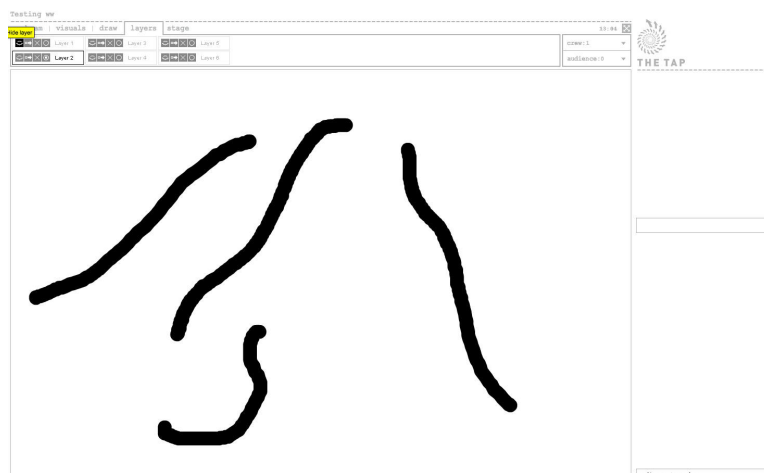 Testing ww
visuals | draw layers stage
Hide layer
Layer 1 Layer 3 Layer 5
Layer 2 Layer 4 Layer 6
crew:1
audience:0
THE TAP